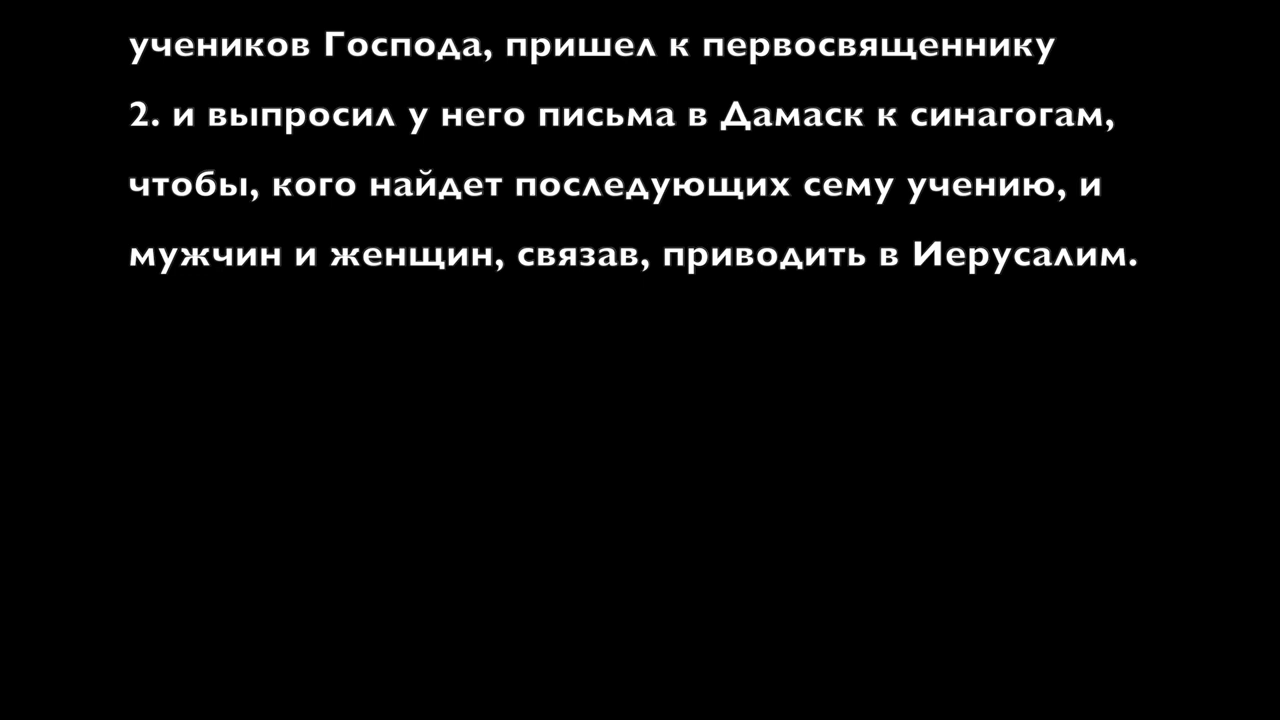 учеников Господа, пришел к первосвященнику
2. и выпросил у него письма в Дамаск к синагогам,
чтобы, кого найдет последующих сему учению, и
мужчин и женщин, связав, приводить в Иерусалим.